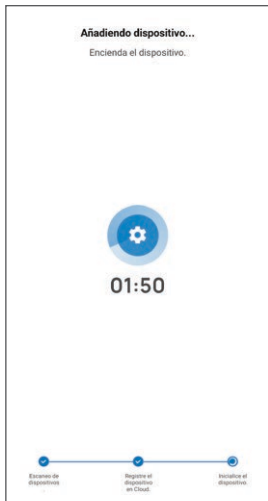 Añadiendo dispositivo...
Encienda el dispositivo.
01:50
Escaneo de
dispositivos
.
Registre el
dispositivo
en Cloud.
Inicialice el
dispositivo.